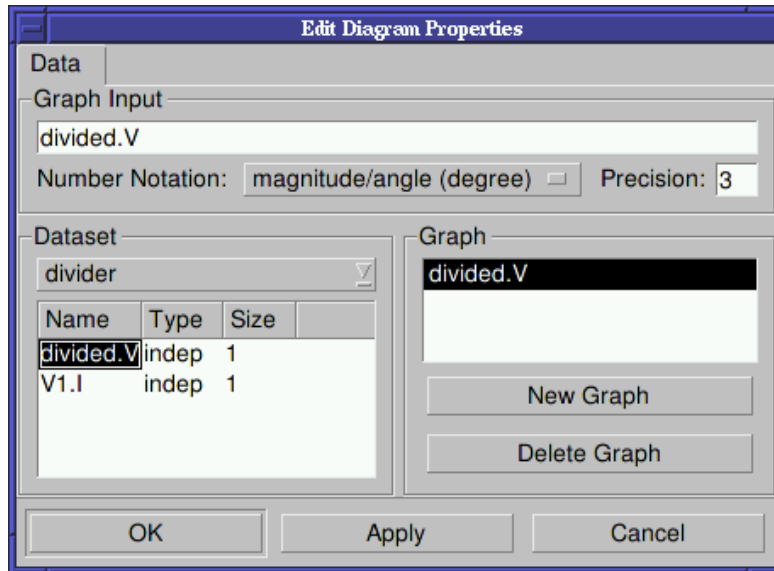 Edit Diagram Properties
Data
Graph Input
divided.V
Number Notation: magnitude/angle (degree) Precision: 3
Dataset
divider
Name Type Size
divided.V indep 1
V1.I indep 1
Graph
divided.V
New Graph
Delete Graph
OK Apply Cancel